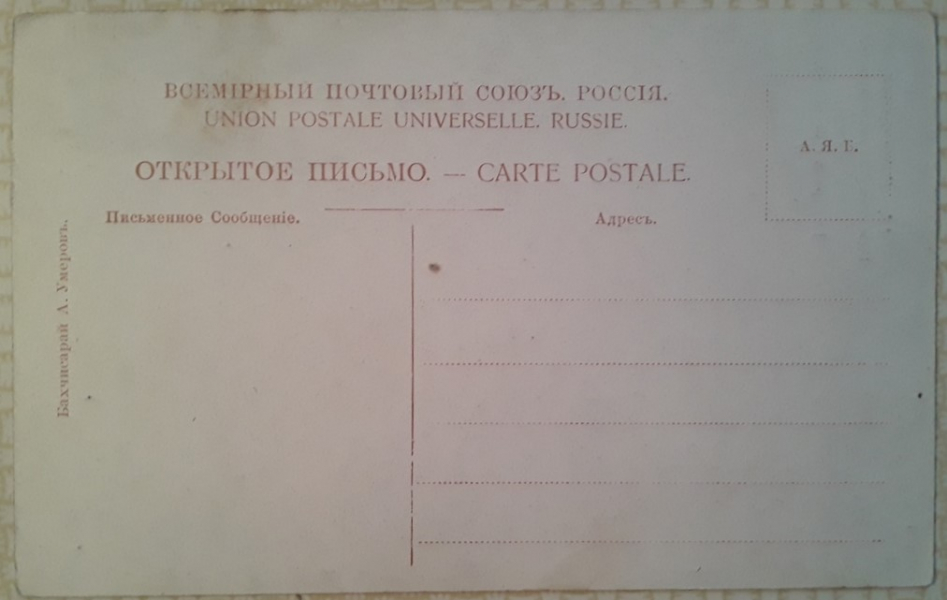 ВСЕМІРНЫЙ ПОЧТОВЫЙ СОЮЗЪ. РОССІЯ.
UNION POSTALE UNIVERSELLE. RUSSIE.
ОТКРЫТОЕ ПИСЬМО. — CARTE POSTALE.
А. Я. Б.
Письменное Сообщеніе.
Адресъ.
Бахчисарай А. Умеровъ.